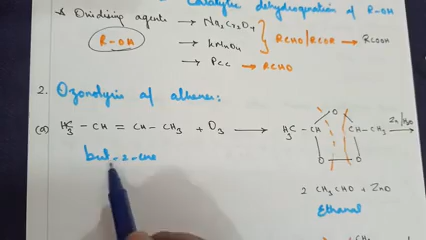 Catalytic dehydrogenation of R-OH
* Oxidising agents → Na2Cr2O7
R-OH → KMnO4 } RCHO/RCOR → RCOOH
→ PCC → RCHO
2. Ozonolysis of alkenes:
(a) H3C - CH = CH - CH3 + O3 → H3C - CH O CH - CH3 Zn/H2O
O O
but-2-ene
2 CH3CHO + ZnO
Ethanal